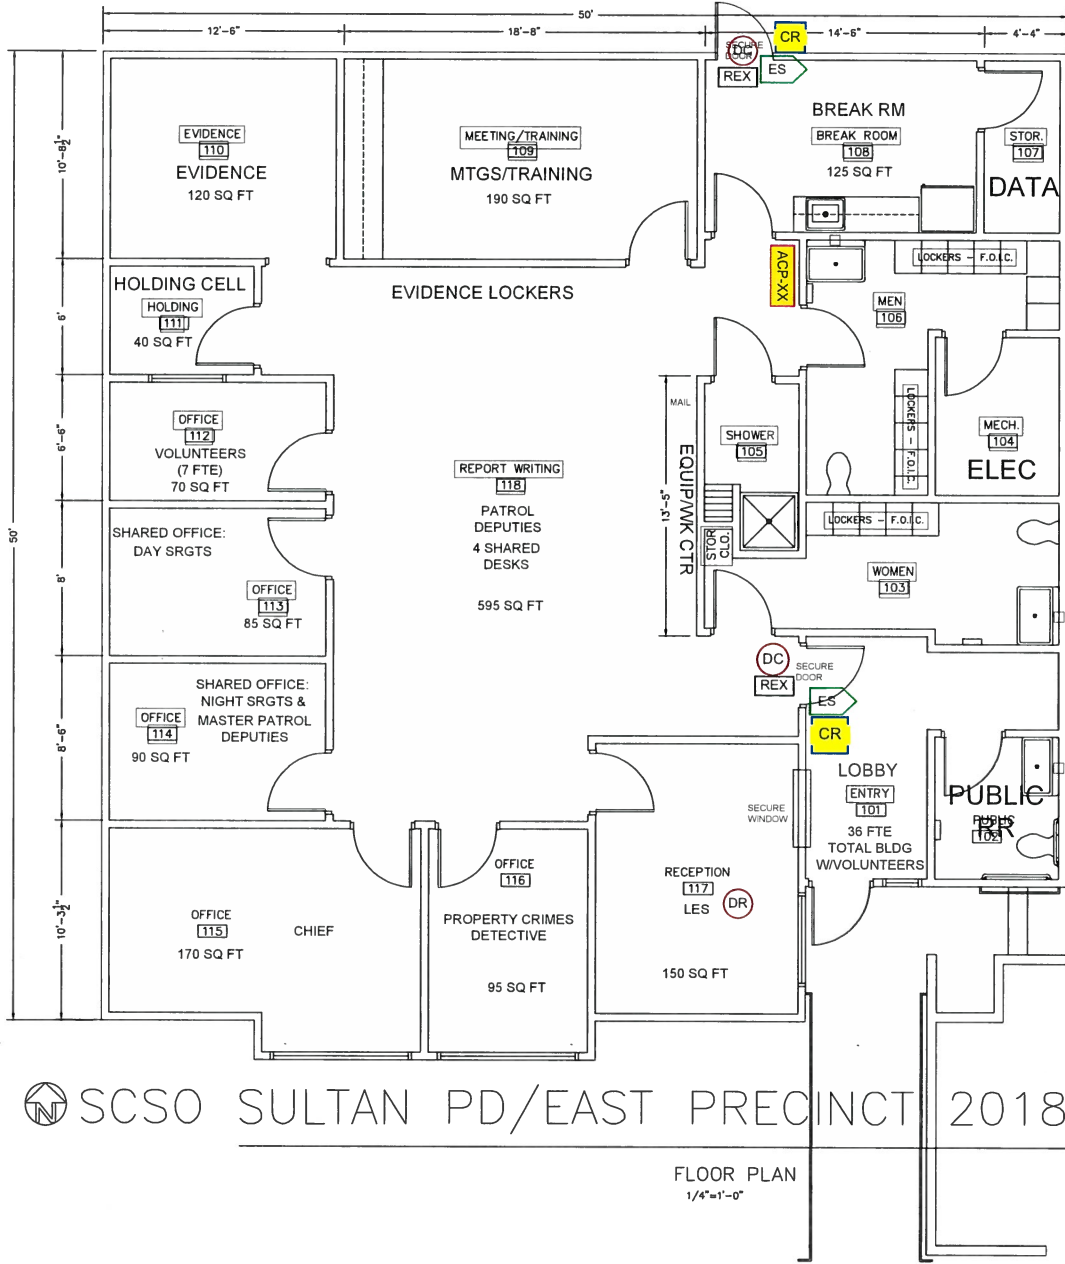 50'
12'-6"
18'-8"
14'-6"
4'-4"
CR
SECURE
DOOR
DC
REX
ES
10'-8½"
EVIDENCE
110
EVIDENCE
120 SQ FT
MEETING/TRAINING
109
MTGS/TRAINING
190 SQ FT
BREAK RM
BREAK ROOM
108
125 SQ FT
STOR.
107
DATA
ACP-XX
LOCKERS - F.O.I.C.
MEN
106
6'
HOLDING CELL
HOLDING
111
40 SQ FT
EVIDENCE LOCKERS
6'-6"
OFFICE
112
VOLUNTEERS
(7 FTE)
70 SQ FT
MAIL
EQUIP/WK CTR
13'-5"
SHOWER
105
LOCKERS - F.O.I.C.
MECH.
104
ELEC
REPORT WRITING
118
PATROL
DEPUTIES
4 SHARED
DESKS
595 SQ FT
50'
8'
SHARED OFFICE:
DAY SRGTS
OFFICE
113
85 SQ FT
STOR
CLO.
LOCKERS - F.O.I.C.
WOMEN
103
8'-6"
SHARED OFFICE:
NIGHT SRGTS &
MASTER PATROL
DEPUTIES
OFFICE
114
90 SQ FT
DC
REX
SECURE
DOOR
ES
CR
LOBBY
ENTRY
101
36 FTE
TOTAL BLDG
W/VOLUNTEERS
SECURE
WINDOW
PUBLIC
RR
PUBLIC
102
10'-3½"
OFFICE
115
170 SQ FT
CHIEF
OFFICE
116
PROPERTY CRIMES
DETECTIVE
95 SQ FT
RECEPTION
117
LES
DR
150 SQ FT
N
SCSO SULTAN PD/EAST PRECINCT 2018
FLOOR PLAN
1/4"=1'-0"